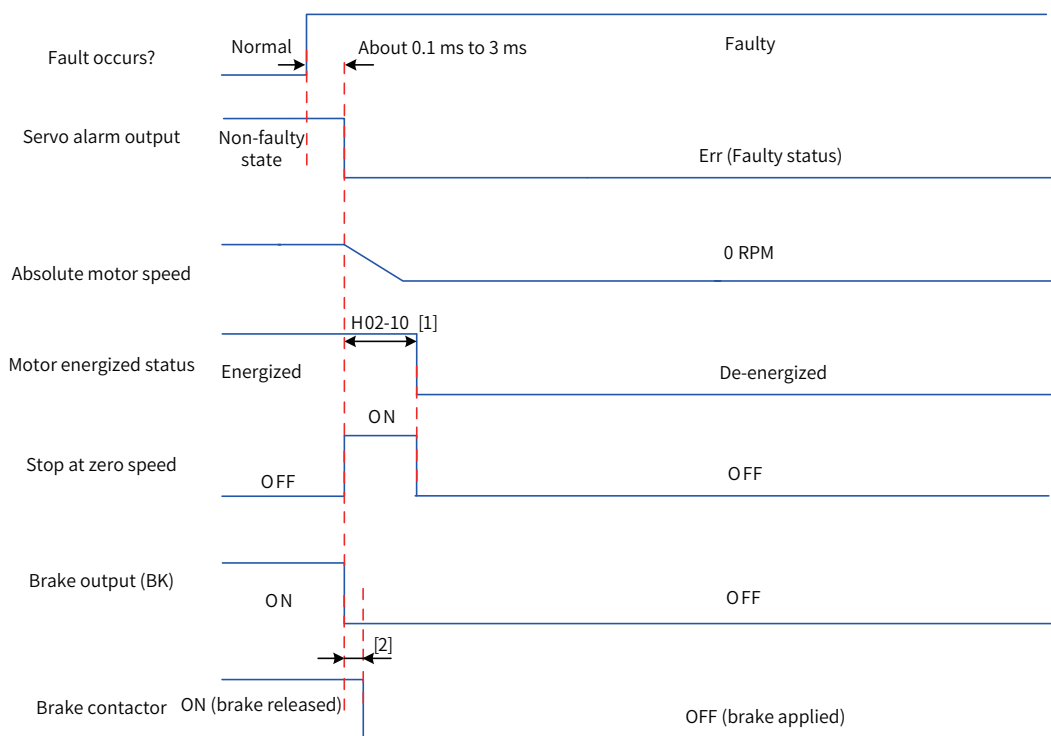 Fault occurs?
Normal
About 0.1 ms to 3 ms
Faulty
Servo alarm output
Non-faulty
state
Err (Faulty status)
Absolute motor speed
0 RPM
Motor energized status
Energized
H02-10 [1]
De-energized
Stop at zero speed
OFF
ON
OFF
Brake output (BK)
ON
OFF
[2]
Brake contactor
ON (brake released)
OFF (brake applied)